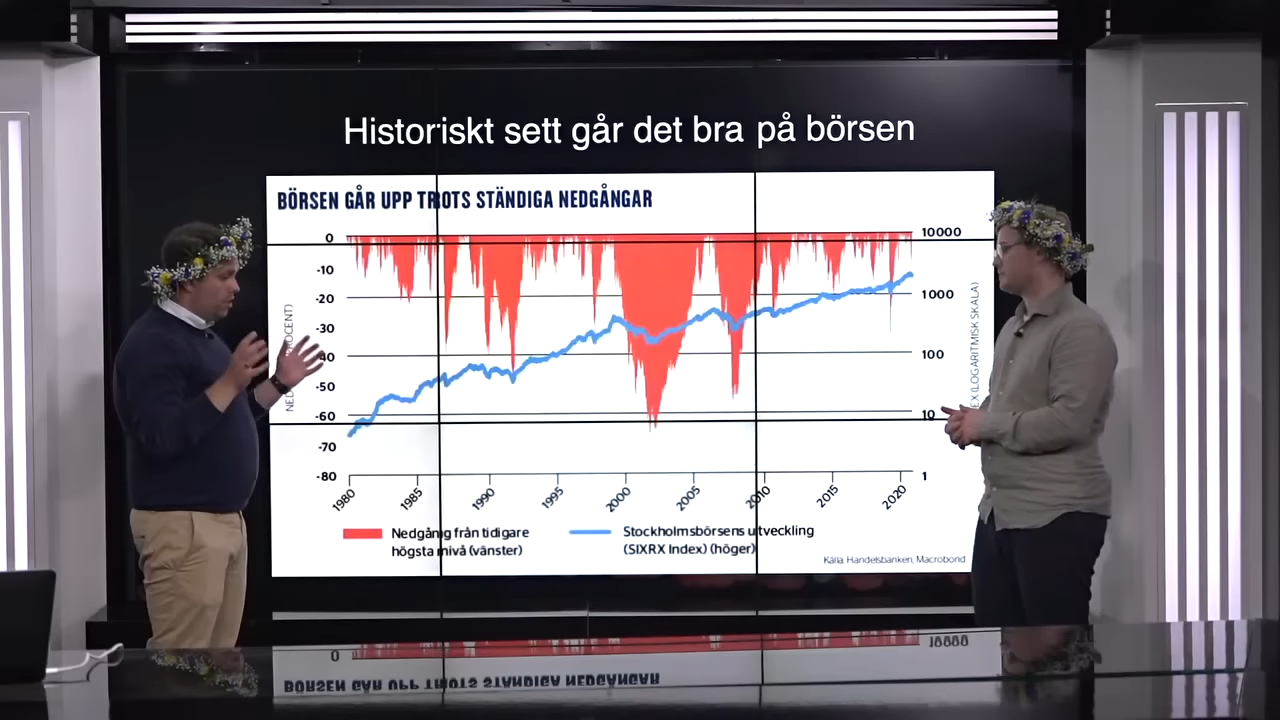 Historiskt sett går det bra på börsen
BÖRSEN GÅR UPP TROTS STÄNDIGA NEDGÅNGAR
0
-10
-20
-30
-40
-50
-60
-70
-80
10000
1000
100
10
1
(LOGARITMISK SKALA)
1980
1985
1990
1995
2000
2005
2010
2015
2020
Nedgång från tidigare
högsta nivå (vänster)
Stockholmsbörsens utveckling
(SIXRX Index) (höger)
Källa: Handelsbanken, Macrobond